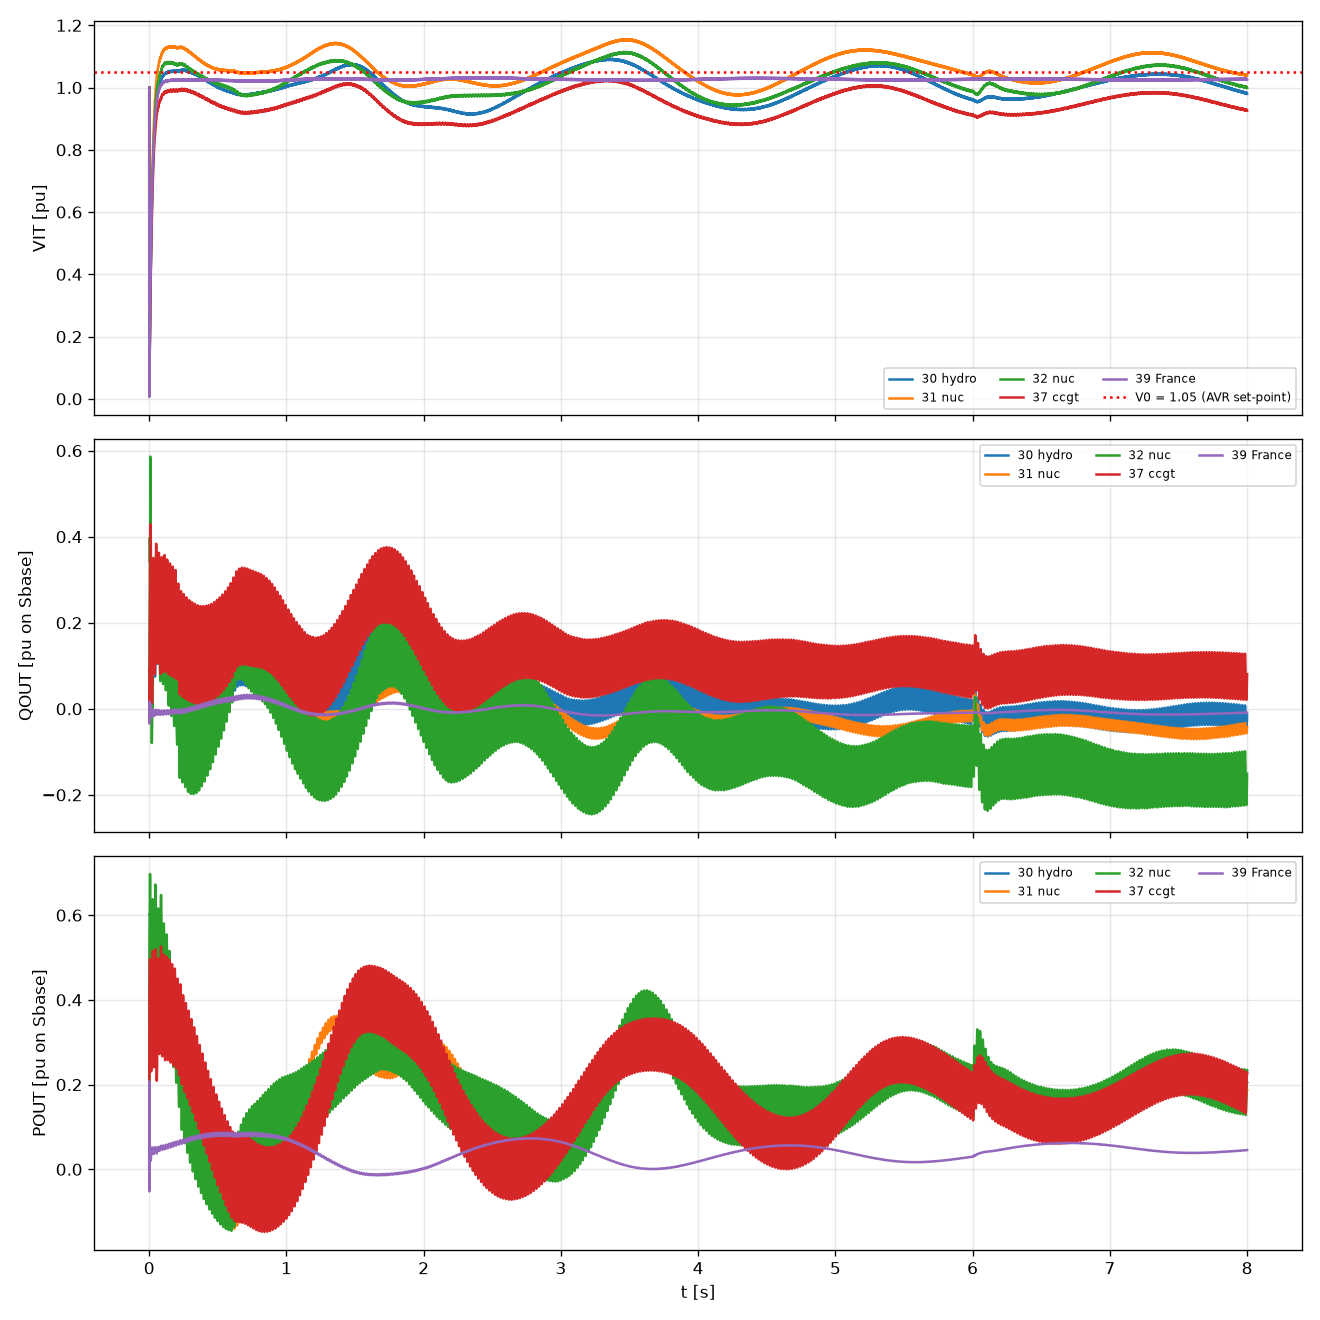 1.2
1.0
0.8
0.6
0.4
0.2
0.0
VIT [pu]
30 hydro 32 nuc 39 France
31 nuc 37 ccgt V0 = 1.05 (AVR set-point)
0.6
0.4
0.2
0.0
−0.2
QOUT [pu on Sbase]
30 hydro 32 nuc 39 France
31 nuc 37 ccgt
0.6
0.4
0.2
0.0
POUT [pu on Sbase]
30 hydro 32 nuc 39 France
31 nuc 37 ccgt
0 1 2 3 4 5 6 7 8
t [s]